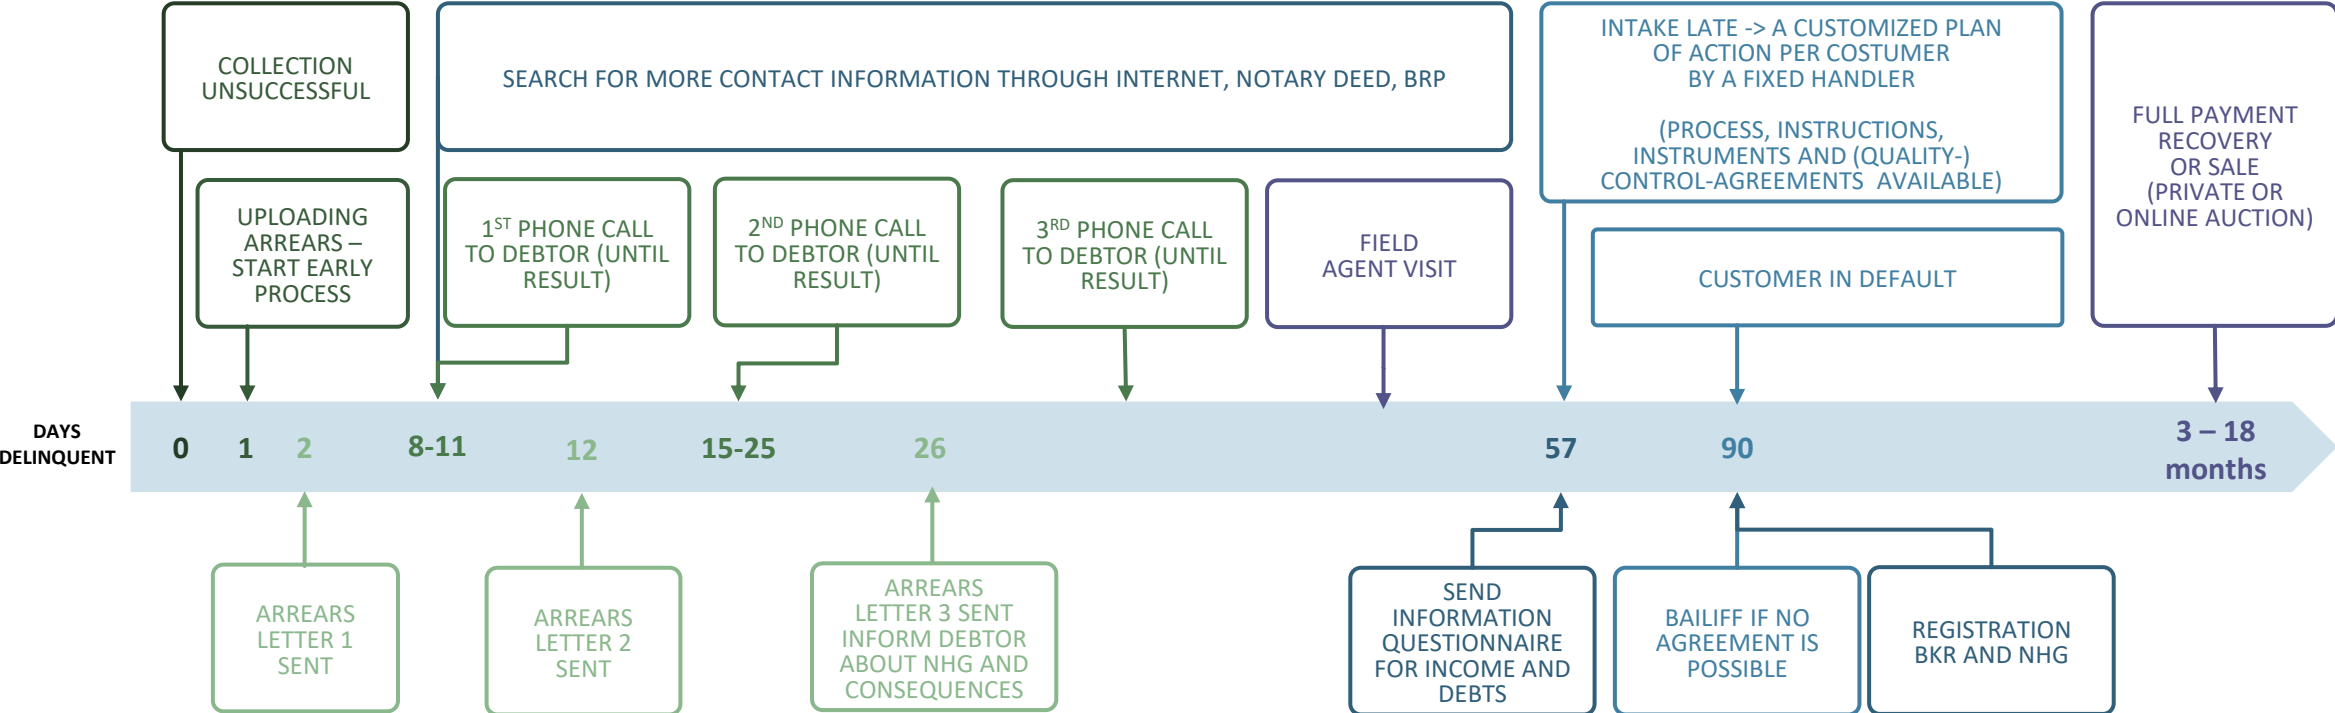 COLLECTION
UNSUCCESSFUL
SEARCH FOR MORE CONTACT INFORMATION THROUGH INTERNET, NOTARY DEED, BRP
INTAKE LATE -> A CUSTOMIZED PLAN
OF ACTION PER COSTUMER
BY A FIXED HANDLER
(PROCESS, INSTRUCTIONS,
INSTRUMENTS AND (QUALITY-)
CONTROL-AGREEMENTS AVAILABLE)
FULL PAYMENT
RECOVERY
OR SALE
(PRIVATE OR
ONLINE AUCTION)
UPLOADING
ARREARS –
START EARLY
PROCESS
1ST PHONE CALL
TO DEBTOR (UNTIL
RESULT)
2ND PHONE CALL
TO DEBTOR (UNTIL
RESULT)
3RD PHONE CALL
TO DEBTOR (UNTIL
RESULT)
FIELD
AGENT VISIT
CUSTOMER IN DEFAULT
DAYS
DELINQUENT
0
1
2
8-11
12
15-25
26
57
90
3 – 18
months
ARREARS
LETTER 1
SENT
ARREARS
LETTER 2
SENT
ARREARS
LETTER 3 SENT
INFORM DEBTOR
ABOUT NHG AND
CONSEQUENCES
SEND
INFORMATION
QUESTIONNAIRE
FOR INCOME AND
DEBTS
BAILIFF IF NO
AGREEMENT IS
POSSIBLE
REGISTRATION
BKR AND NHG